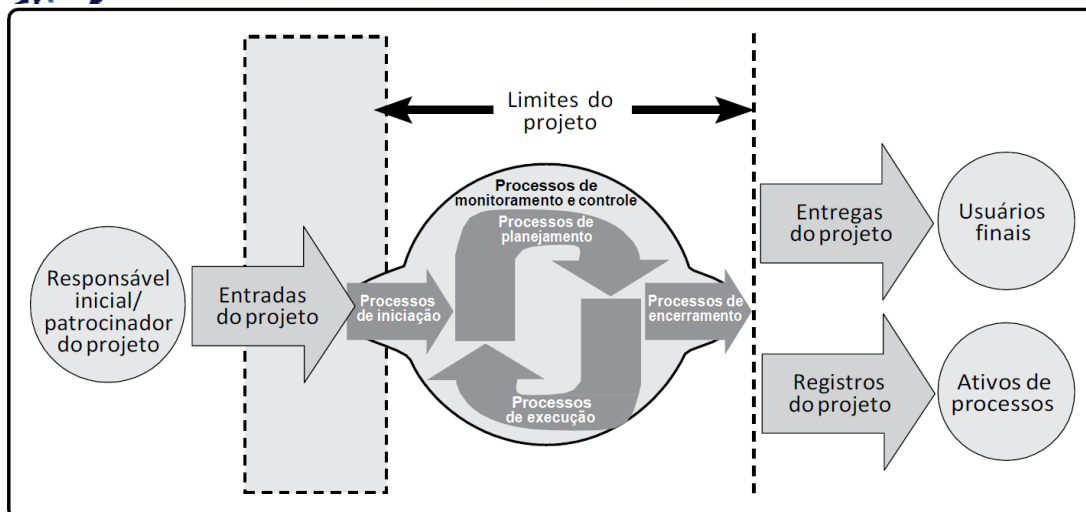 Limites do
projeto
Processos de
monitoramento e controle
Processos de
planejamento
Responsável
inicial/
patrocinador
do projeto
Entradas
do projeto
Processos
de iniciação
Processos de
encerramento
Processos
de execução
Entregas
do projeto
Usuários
finais
Registros
do projeto
Ativos de
processos